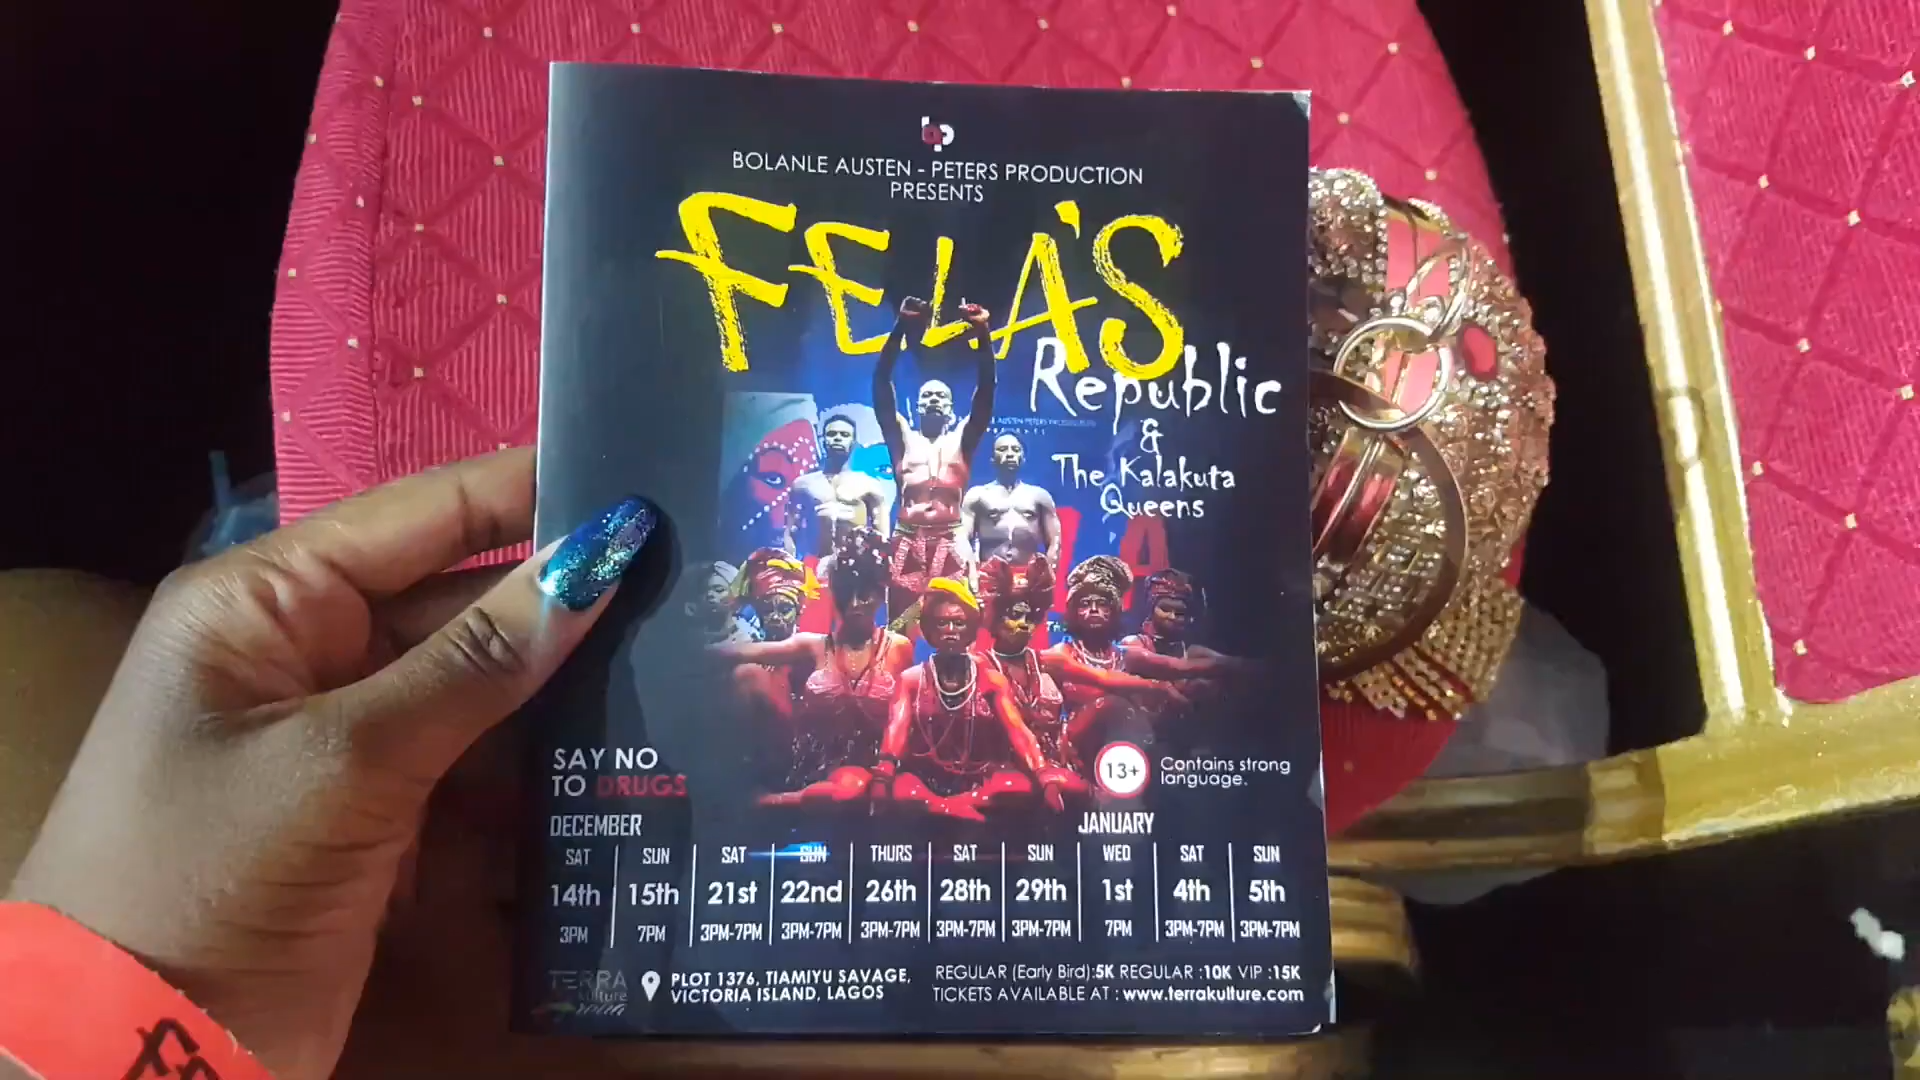 bap
BOLANLE AUSTEN - PETERS PRODUCTION
PRESENTS
FELA'S
Republic
&
The Kalakuta
Queens
SAY NO
TO DRUGS
13+
Contains strong
language.
DECEMBER
JANUARY
SAT SUN SAT SUN THURS SAT SUN WED SAT SUN
14th 15th 21st 22nd 26th 28th 29th 1st 4th 5th
3PM 7PM 3PM-7PM 3PM-7PM 3PM-7PM 3PM-7PM 3PM-7PM 7PM 3PM-7PM 3PM-7PM
TERRA
kulture
PLOT 1376, TIAMIYU SAVAGE,
VICTORIA ISLAND, LAGOS
REGULAR (Early Bird):5K REGULAR :10K VIP :15K
TICKETS AVAILABLE AT : www.terrakulture.com